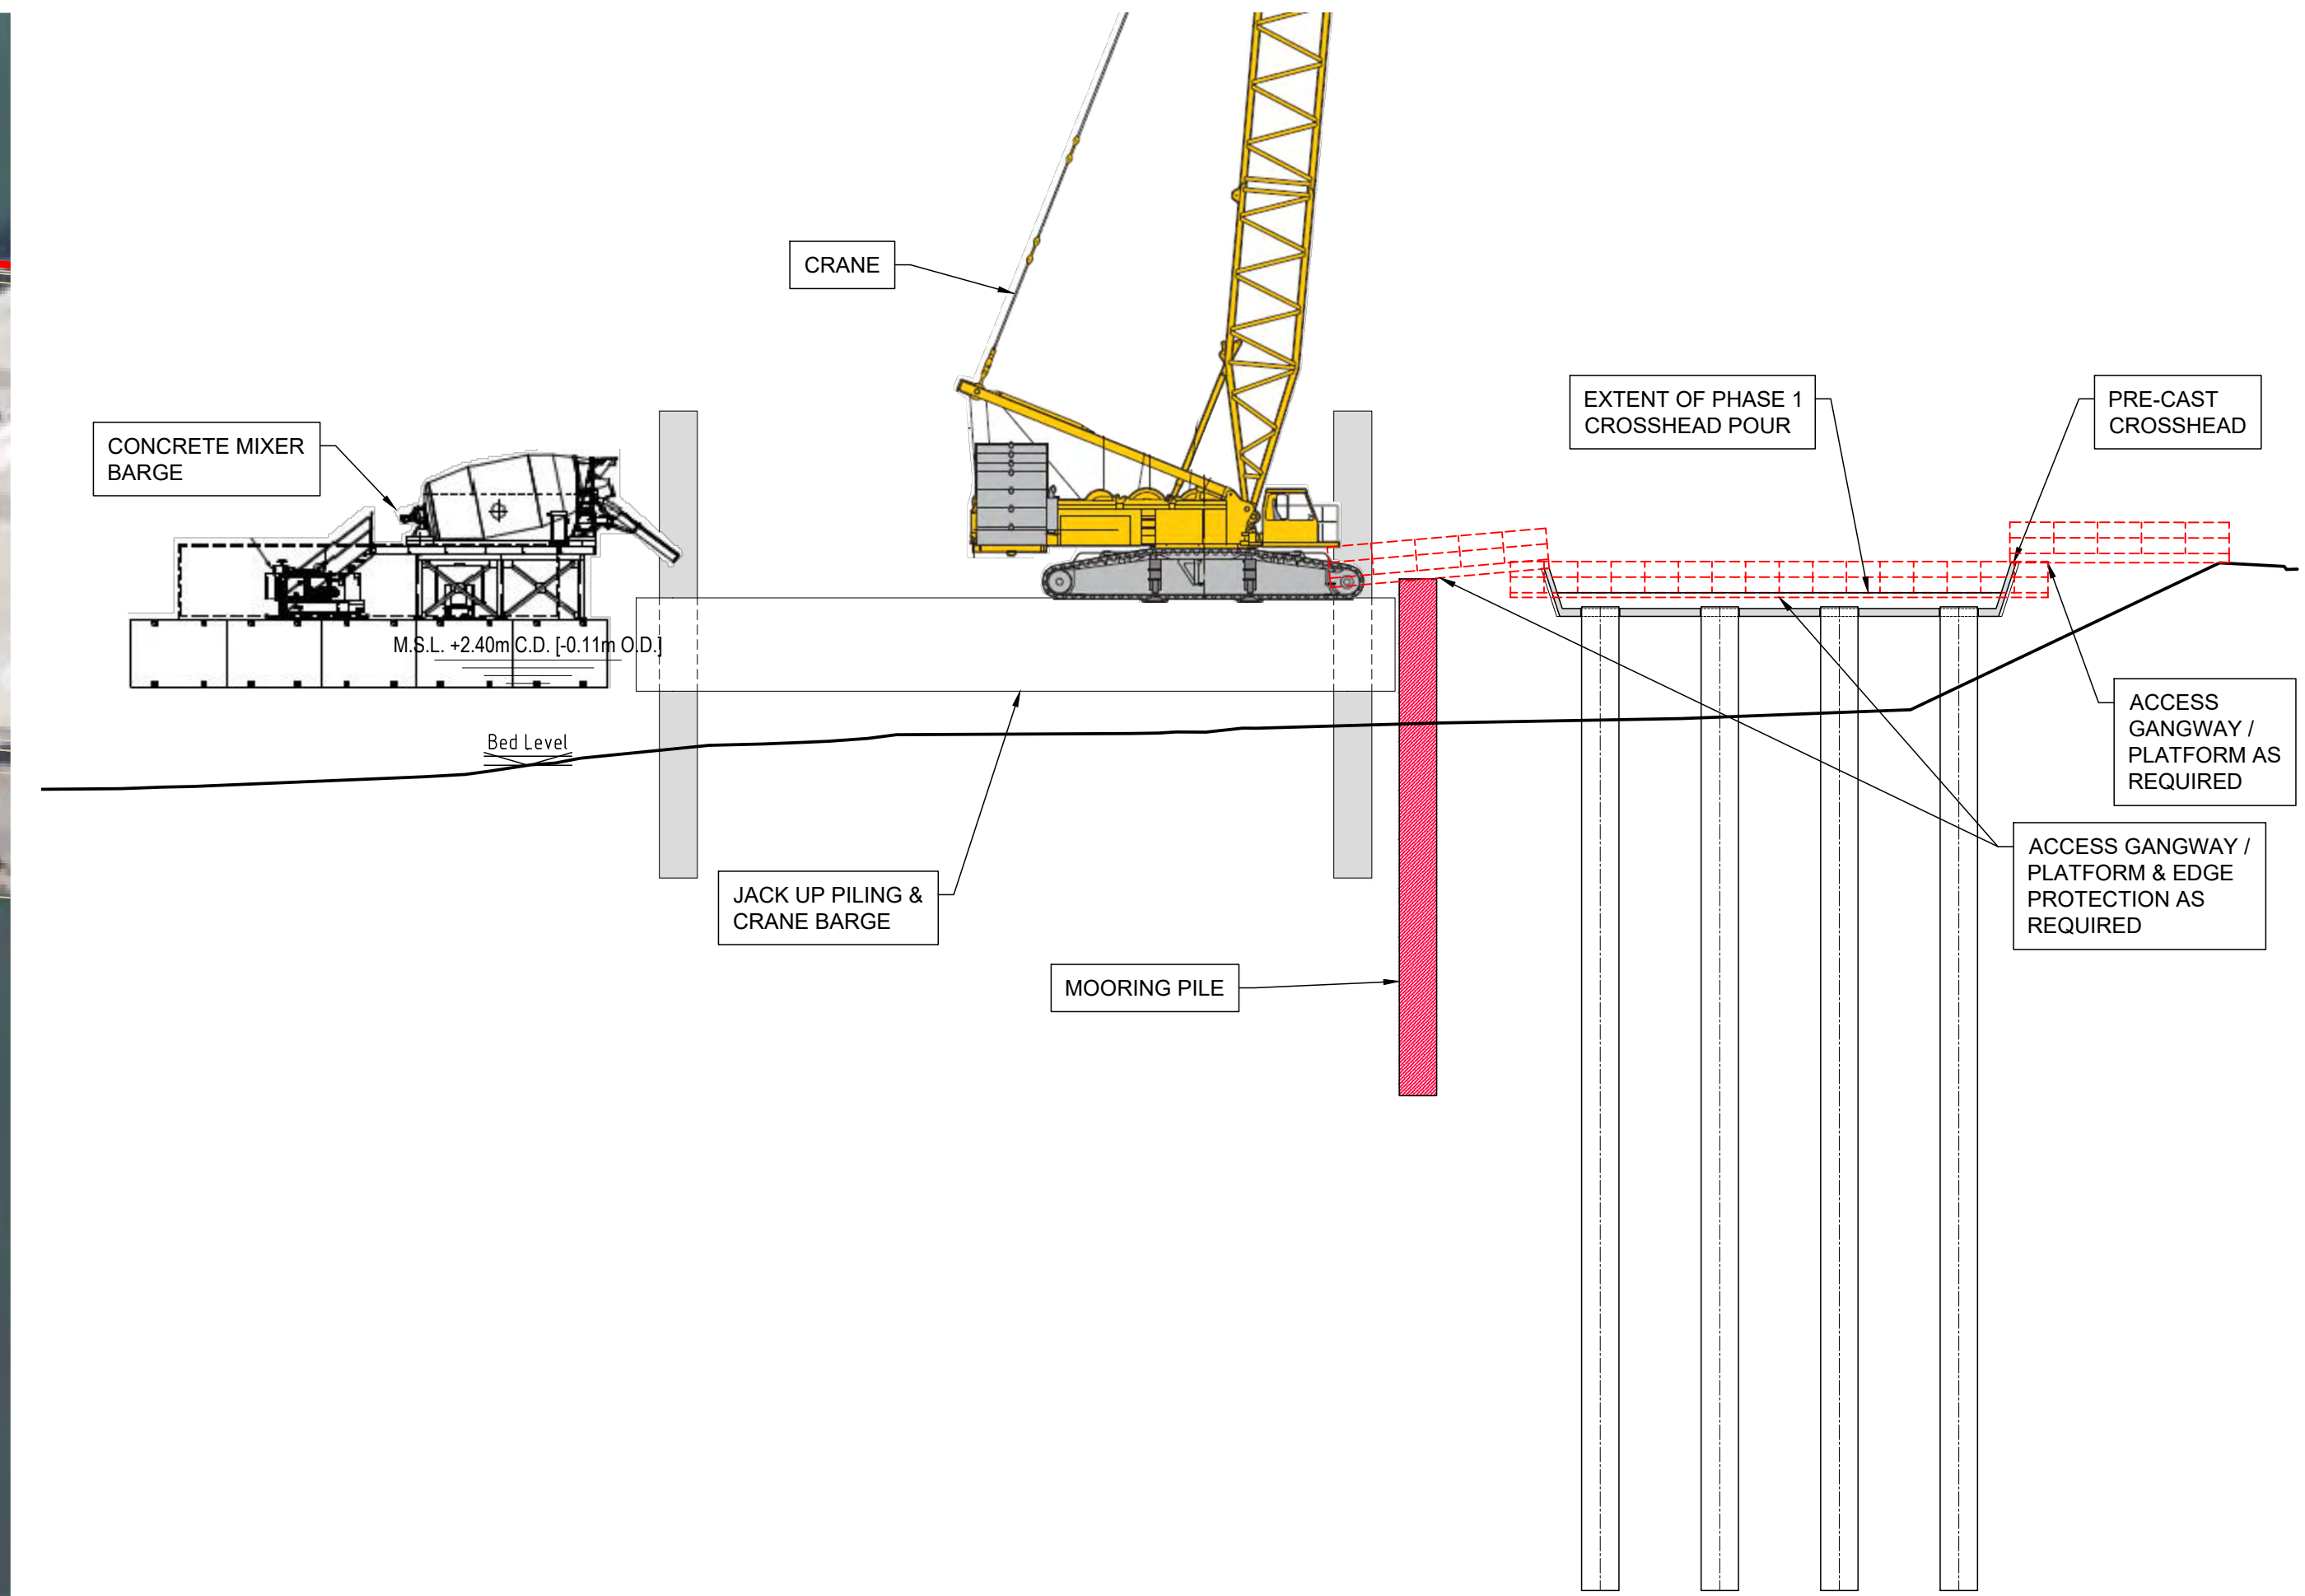 CRANE
EXTENT OF PHASE 1
CROSSHEAD POUR
PRE-CAST
CROSSHEAD
CONCRETE MIXER
BARGE
M.S.L. +2.40m C.D. [-0.11m O.D.]
Bed Level
ACCESS
GANGWAY /
PLATFORM AS
REQUIRED
ACCESS GANGWAY /
PLATFORM & EDGE
PROTECTION AS
REQUIRED
JACK UP PILING &
CRANE BARGE
MOORING PILE